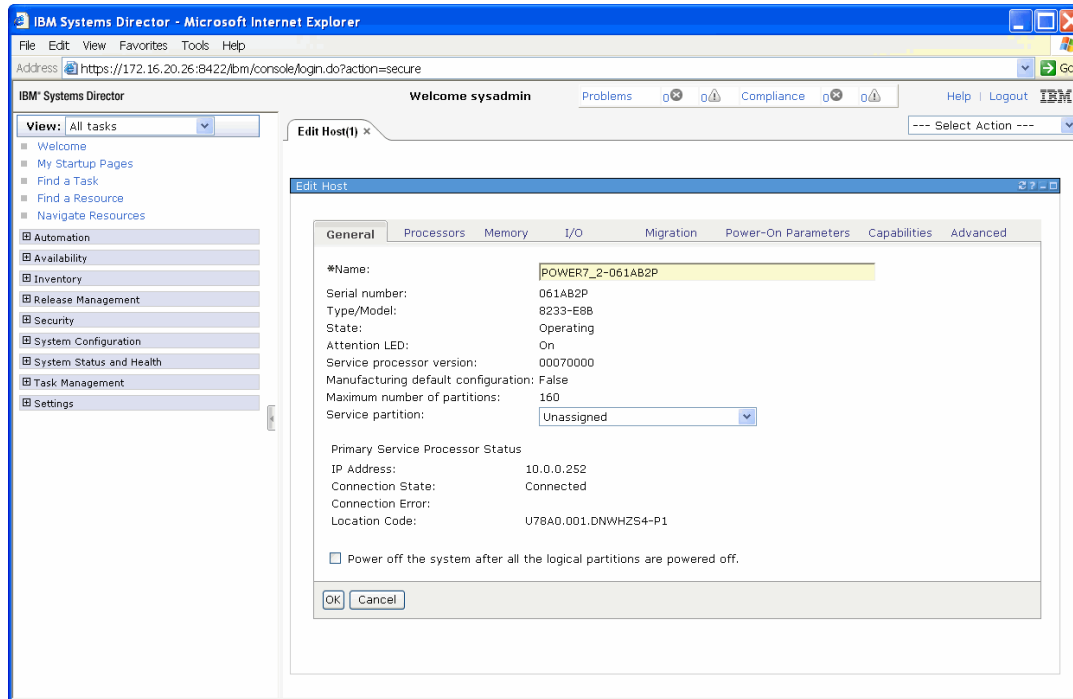 IBM Systems Director - Microsoft Internet Explorer
File Edit View Favorites Tools Help
Address https://172.16.20.26:8422/ibm/console/login.do?action=secure Go
IBM® Systems Director Welcome sysadmin Problems 0 0 Compliance 0 0 Help | Logout IBM
View: All tasks
Edit Host(1) ×
--- Select Action ---
Welcome
My Startup Pages
Find a Task
Find a Resource
Navigate Resources
Automation
Availability
Inventory
Release Management
Security
System Configuration
System Status and Health
Task Management
Settings
Edit Host
General Processors Memory I/O Migration Power-On Parameters Capabilities Advanced
*Name: POWER7_2-061AB2P
Serial number: 061AB2P
Type/Model: 8233-E8B
State: Operating
Attention LED: On
Service processor version: 00070000
Manufacturing default configuration: False
Maximum number of partitions: 160
Service partition: Unassigned
Primary Service Processor Status
IP Address: 10.0.0.252
Connection State: Connected
Connection Error:
Location Code: U78A0.001.DNWHZS4-P1
Power off the system after all the logical partitions are powered off.
OK Cancel